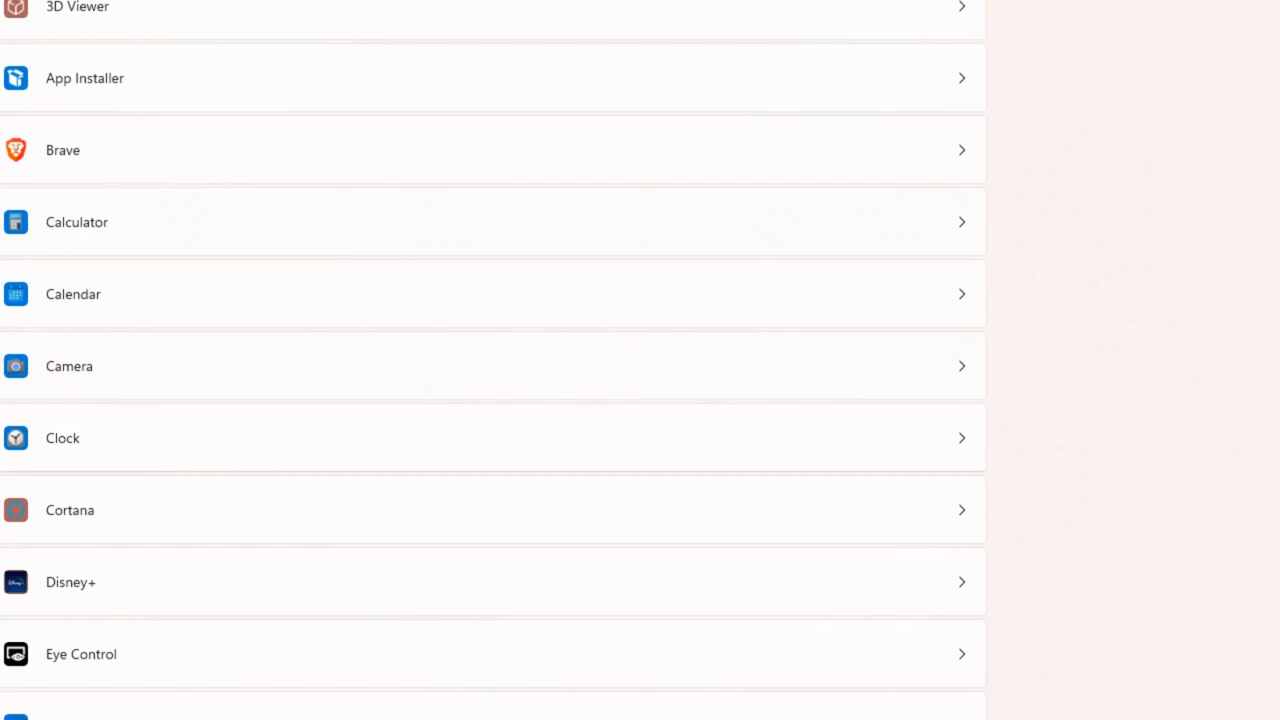 3D Viewer
App Installer
Brave
Calculator
Calendar
Camera
Clock
Cortana
Disney+
Eye Control